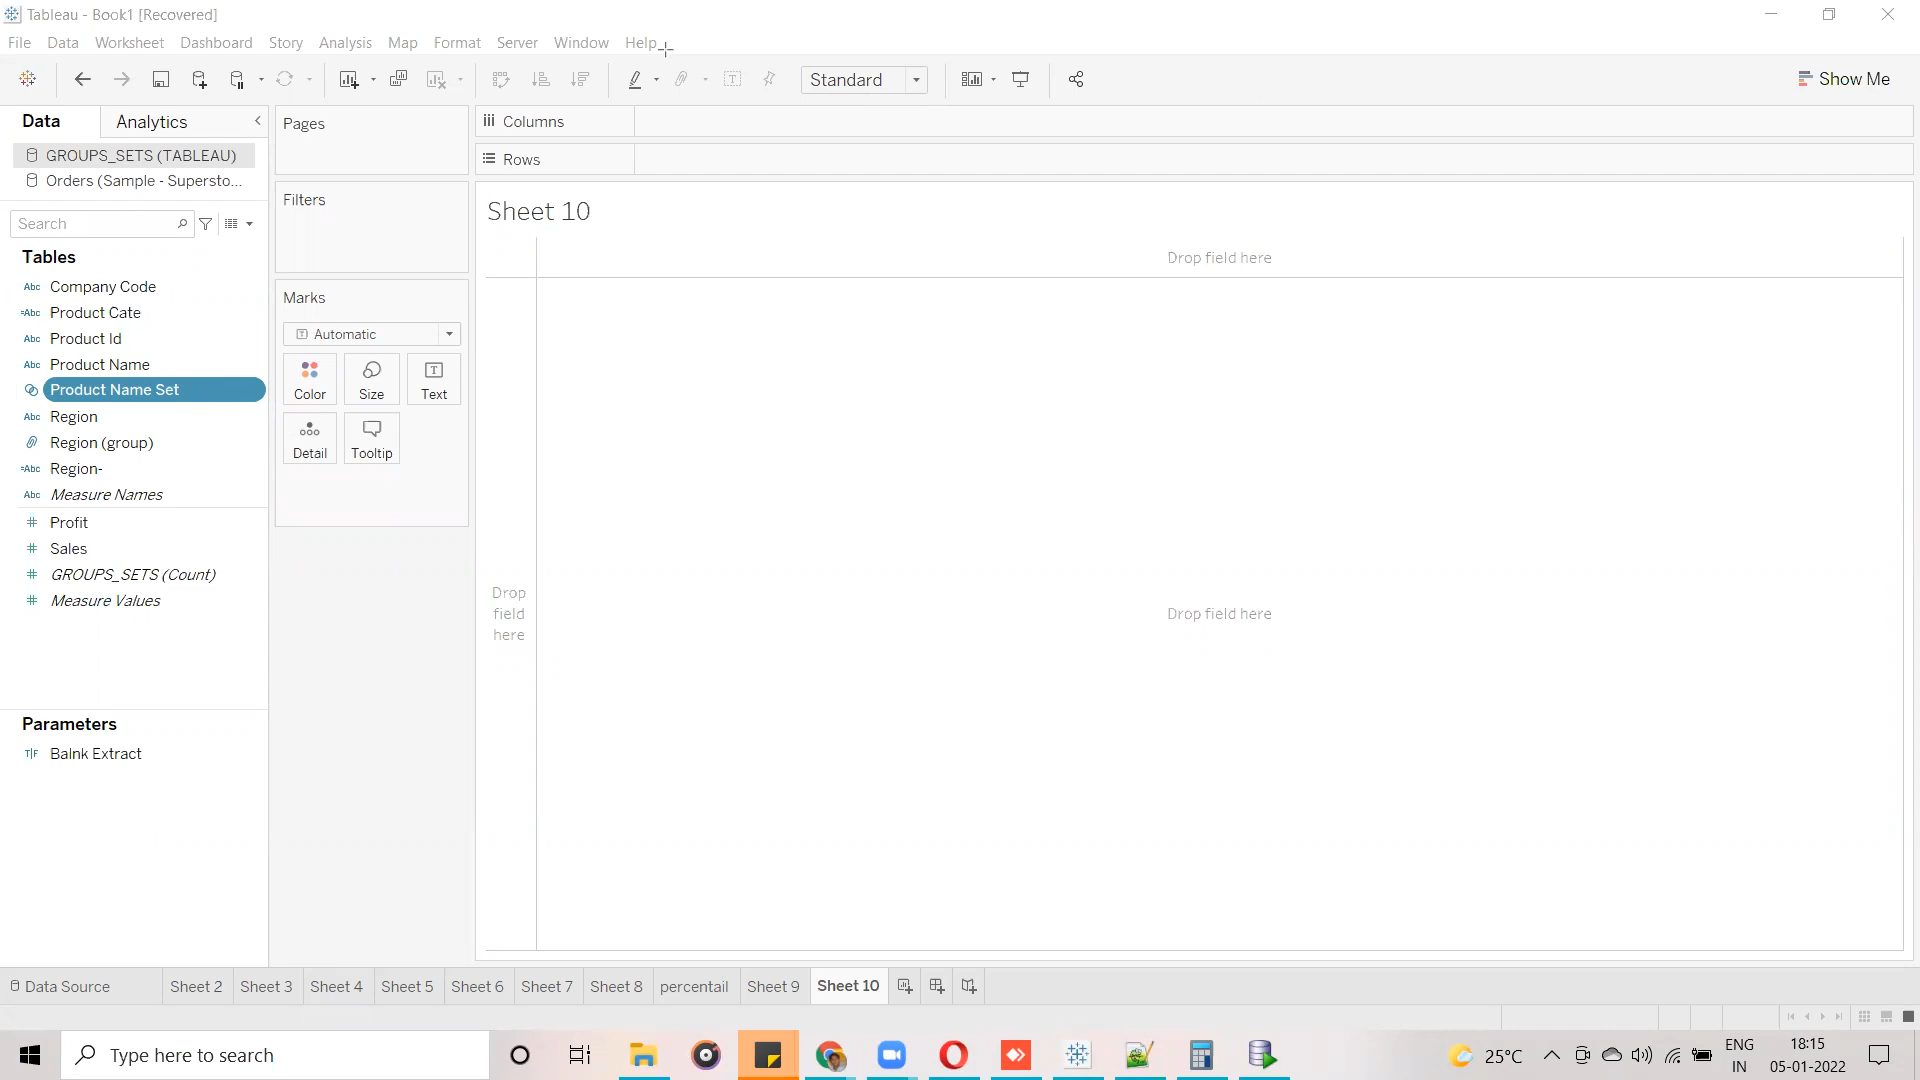 Tableau - Book1 [Recovered]
File Data Worksheet Dashboard Story Analysis Map Format Server Window Help
Standard
Show Me
Data Analytics
GROUPS_SETS (TABLEAU)
Orders (Sample - Supersto...
Search
Tables
Abc Company Code
=Abc Product Cate
Abc Product Id
Abc Product Name
Product Name Set
Abc Region
Region (group)
=Abc Region-
Abc Measure Names
# Profit
# Sales
# GROUPS_SETS (Count)
# Measure Values
Parameters
T|F Balnk Extract
Pages
Filters
Marks
Automatic
Color Size Text
Detail Tooltip
Columns
Rows
Sheet 10
Drop field here
Drop
field
here
Drop field here
Data Source Sheet 2 Sheet 3 Sheet 4 Sheet 5 Sheet 6 Sheet 7 Sheet 8 percentail Sheet 9 Sheet 10
Type here to search
25°C
ENG
IN
18:15
05-01-2022